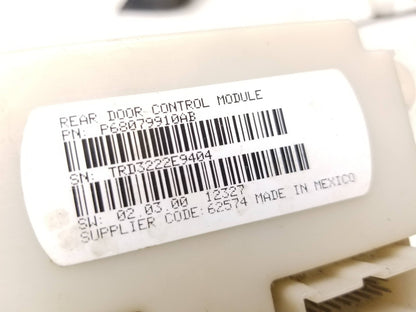 REAR DOOR CONTROL MODULE
PN: P68079910AB
SN: TRD3222E9404
SW: 02.03.00 12327
SUPPLIER CODE:62574 MADE IN MEXICO